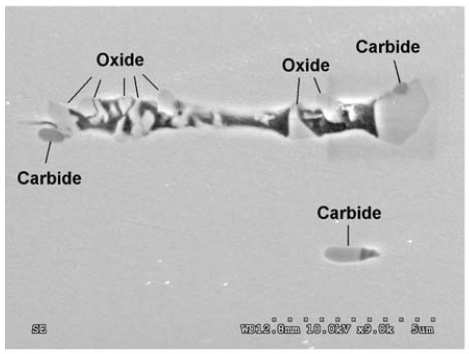 Oxide
Oxide
Carbide
Carbide
Carbide
SE
WD12.8mm 10.0kV x9.0k 5um